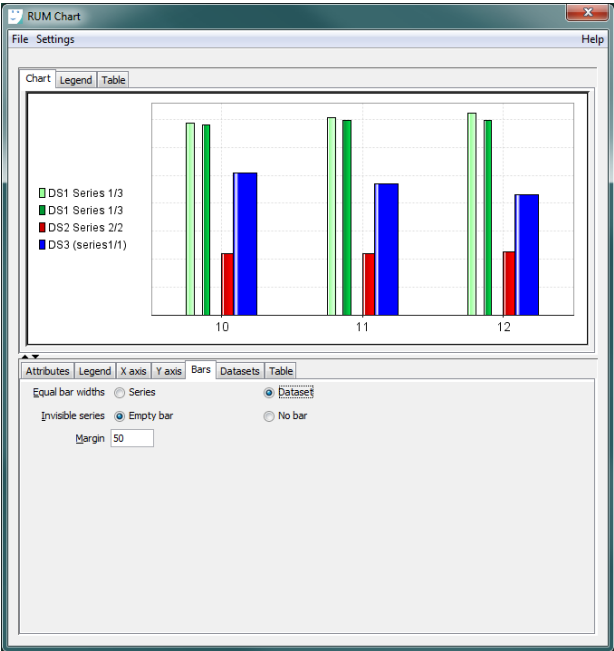 RUM Chart
File Settings Help
Chart Legend Table
DS1 Series 1/3
DS1 Series 1/3
DS2 Series 2/2
DS3 (series1/1)
10 11 12
Attributes Legend X axis Y axis Bars Datasets Table
Equal bar widths Series Dataset
Invisible series Empty bar No bar
Margin 50